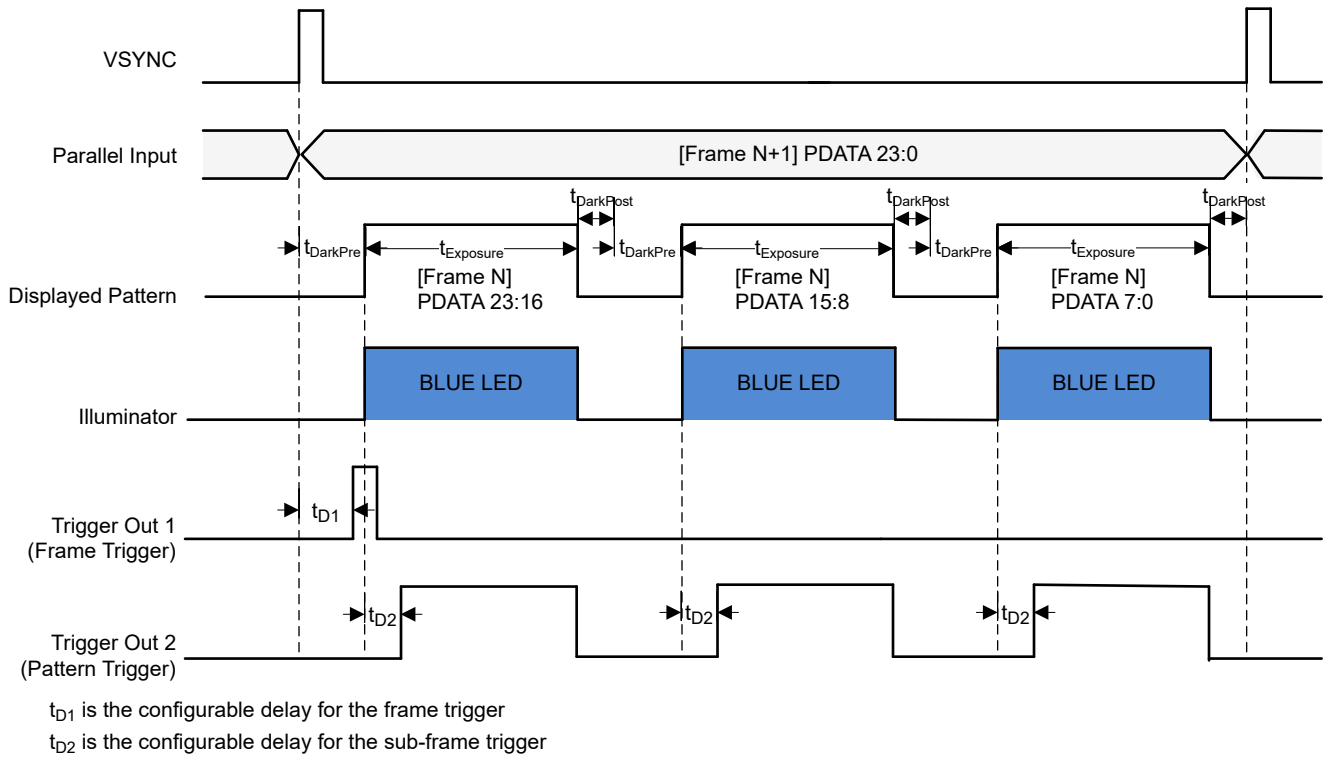 VSYNC
Parallel Input
[Frame N+1] PDATA 23:0
tDarkPost
tDarkPost
tDarkPost
tDarkPre
tExposure
tDarkPre
tExposure
tDarkPre
tExposure
Displayed Pattern
[Frame N]
PDATA 23:16
[Frame N]
PDATA 15:8
[Frame N]
PDATA 7:0
BLUE LED
BLUE LED
BLUE LED
Illuminator
tD1
Trigger Out 1
(Frame Trigger)
tD2
tD2
tD2
Trigger Out 2
(Pattern Trigger)
tD1 is the configurable delay for the frame trigger
tD2 is the configurable delay for the sub-frame trigger